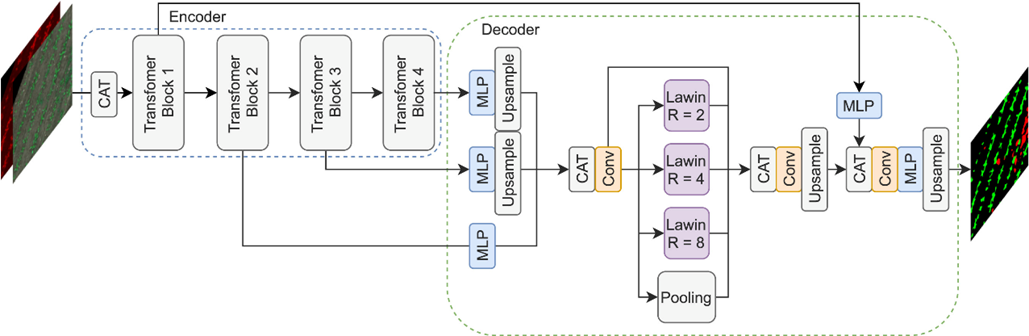 Encoder
Decoder
CAT
Transfomer
Block 1
Transfomer
Block 2
Transfomer
Block 3
Transfomer
Block 4
MLP
Upsample
MLP
Upsample
MLP
CAT
Conv
Lawin
R = 2
Lawin
R = 4
Lawin
R = 8
Pooling
CAT
Conv
Upsample
MLP
CAT
Conv
MLP
Upsample